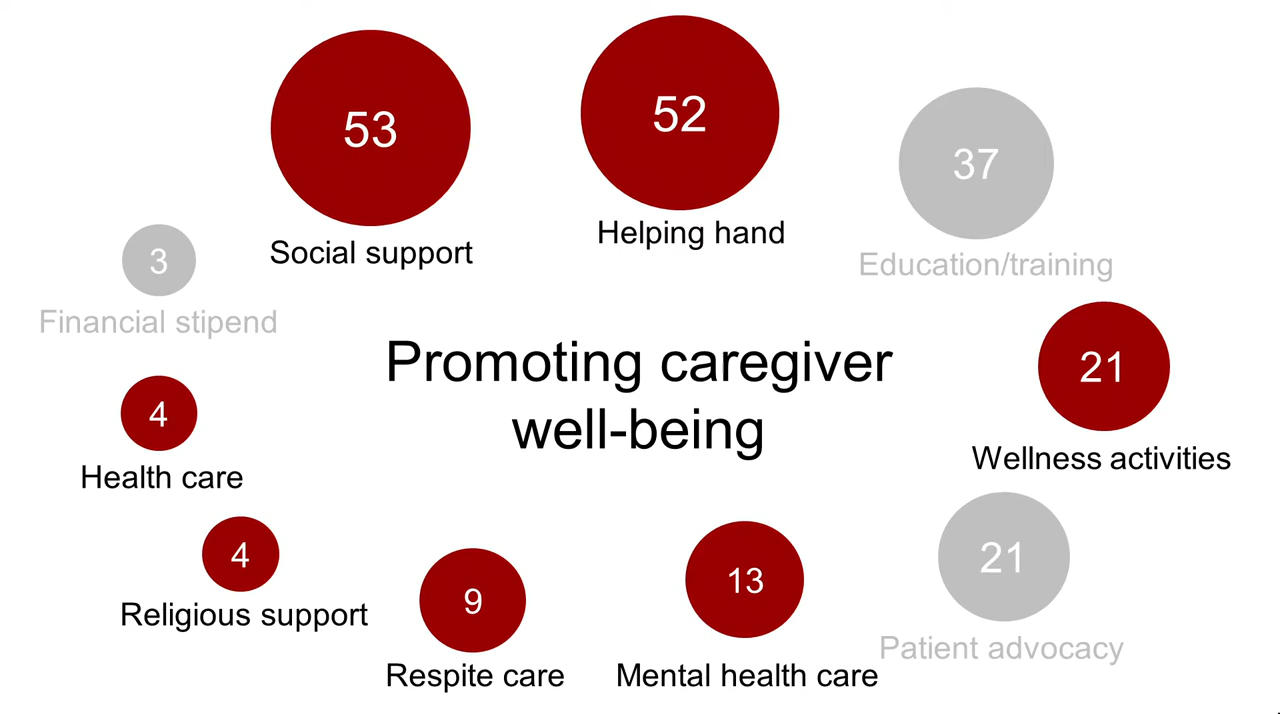 53
Social support
52
Helping hand
37
Education/training
3
Financial stipend
Promoting caregiver
well-being
21
Wellness activities
4
Health care
21
Patient advocacy
4
Religious support
9
Respite care
13
Mental health care